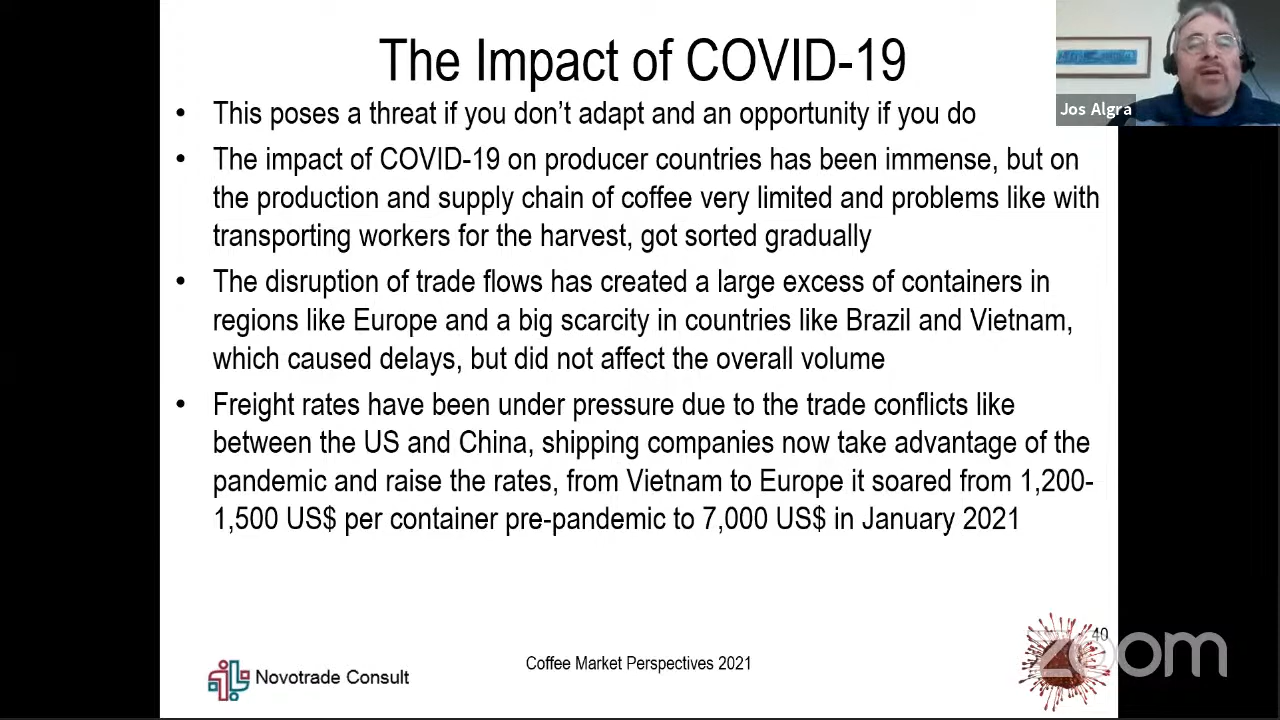 The Impact of COVID-19
Jos Algra
• This poses a threat if you don’t adapt and an opportunity if you do
• The impact of COVID-19 on producer countries has been immense, but on
the production and supply chain of coffee very limited and problems like with
transporting workers for the harvest, got sorted gradually
• The disruption of trade flows has created a large excess of containers in
regions like Europe and a big scarcity in countries like Brazil and Vietnam,
which caused delays, but did not affect the overall volume
• Freight rates have been under pressure due to the trade conflicts like
between the US and China, shipping companies now take advantage of the
pandemic and raise the rates, from Vietnam to Europe it soared from 1,200-
1,500 US$ per container pre-pandemic to 7,000 US$ in January 2021
40
zoom
Coffee Market Perspectives 2021
Novotrade Consult